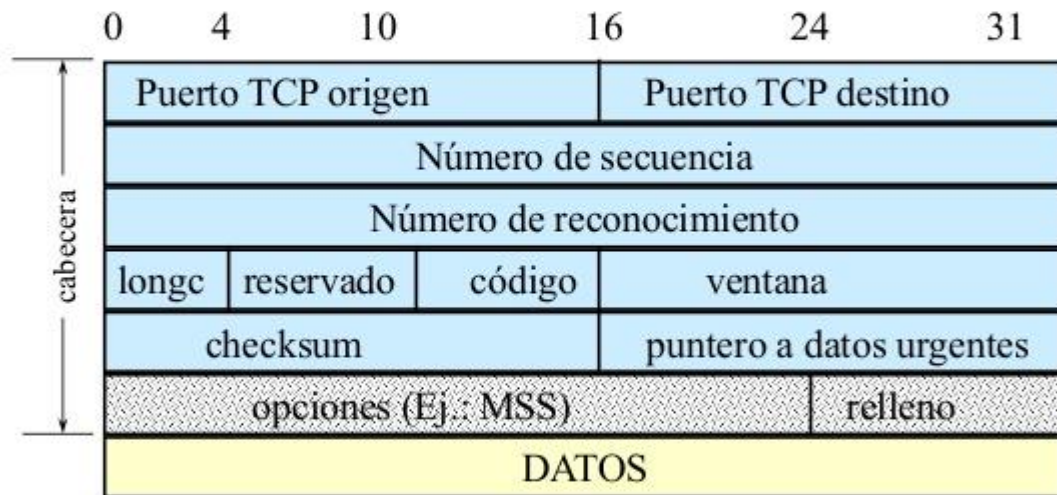 0 4 10 16 24 31
Puerto TCP origen Puerto TCP destino
Número de secuencia
Número de reconocimiento
longc reservado código ventana
checksum puntero a datos urgentes
opciones (Ej.: MSS) relleno
DATOS
cabecera